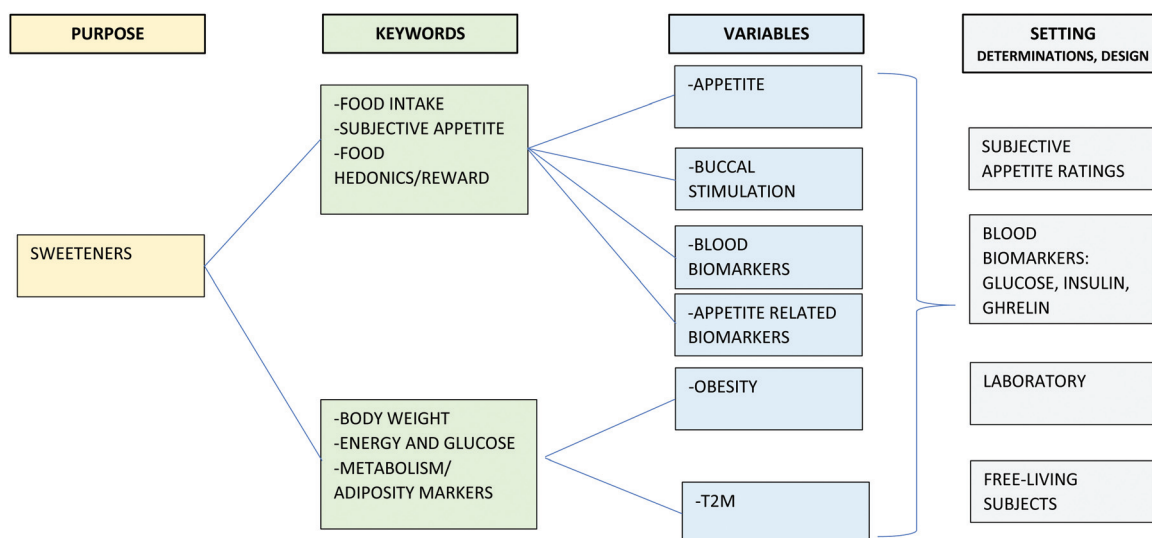 PURPOSE
KEYWORDS
VARIABLES
SETTING
DETERMINATIONS, DESIGN
SWEETENERS
-FOOD INTAKE
-SUBJECTIVE APPETITE
-FOOD
HEDONICS/REWARD
-BODY WEIGHT
-ENERGY AND GLUCOSE
-METABOLISM/
ADIPOSITY MARKERS
-APPETITE
-BUCCAL
STIMULATION
-BLOOD
BIOMARKERS
-APPETITE RELATED
BIOMARKERS
-OBESITY
-T2M
SUBJECTIVE
APPETITE RATINGS
BLOOD
BIOMARKERS:
GLUCOSE, INSULIN,
GHRELIN
LABORATORY
FREE-LIVING
SUBJECTS